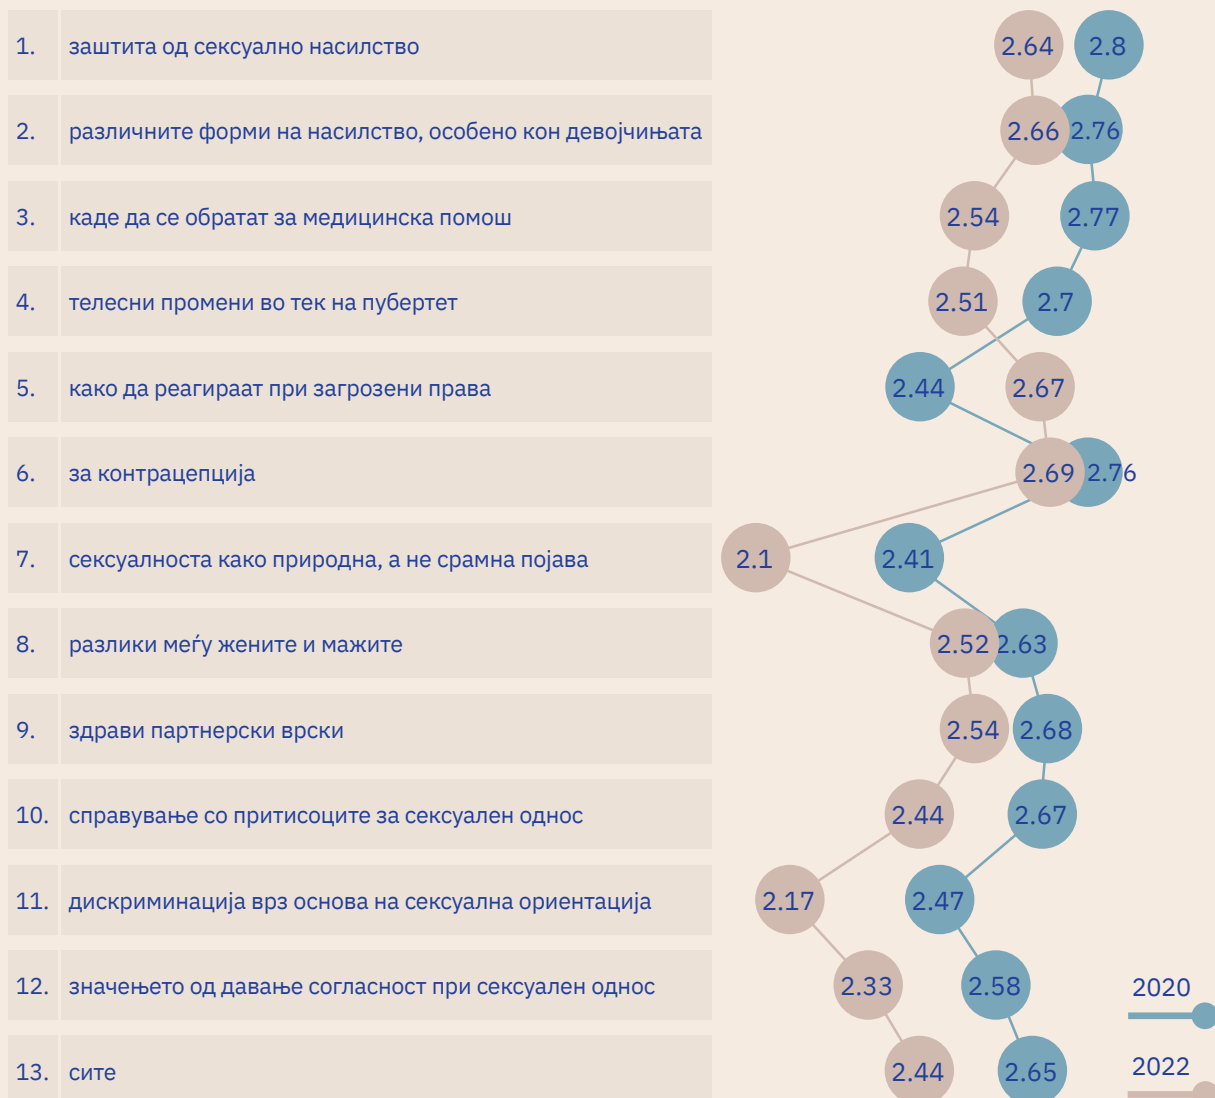 1. заштита од сексуално насилство 2.64 2.8
2. различните форми на насилство, особено кон девојчињата 2.66 2.76
3. каде да се обратат за медицинска помош 2.54 2.77
4. телесни промени во тек на пубертет 2.51 2.7
5. како да реагираат при загрозени права 2.44 2.67
6. за контрацепција 2.69 2.76
7. сексуалноста како природна, а не срамна појава 2.1 2.41
8. разлики меѓу жените и мажите 2.52 2.63
9. здрави партнерски врски 2.54 2.68
10. справување со притисоците за сексуален однос 2.44 2.67
11. дискриминација врз основа на сексуална ориентација 2.17 2.47
12. значењето од давање согласност при сексуален однос 2.33 2.58
2020
13. сите 2.44 2.65
2022